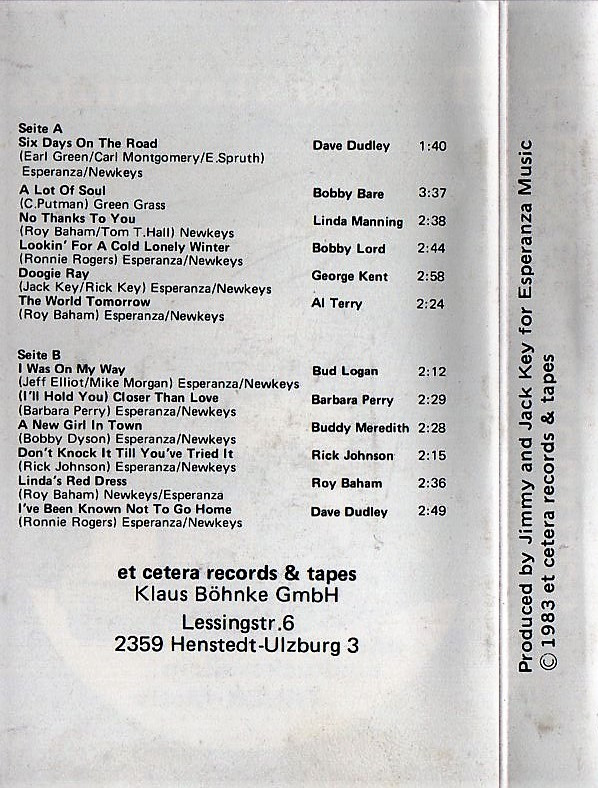 Seite A
Six Days On The Road Dave Dudley 1:40
(Earl Green/Carl Montgomery/E.Spruth)
Esperanza/Newkeys
A Lot Of Soul Bobby Bare 3:37
(C.Putman) Green Grass
No Thanks To You Linda Manning 2:38
(Roy Baham/Tom T.Hall) Newkeys
Lookin' For A Cold Lonely Winter Bobby Lord 2:44
(Ronnie Rogers) Esperanza/Newkeys
Doogie Ray George Kent 2:58
(Jack Key/Rick Key) Esperanza/Newkeys
The World Tomorrow Al Terry 2:24
(Roy Baham) Esperanza/Newkeys
Seite B
I Was On My Way Bud Logan 2:12
(Jeff Elliot/Mike Morgan) Esperanza/Newkeys
(I'll Hold You) Closer Than Love Barbara Perry 2:29
(Barbara Perry) Esperanza/Newkeys
A New Girl In Town Buddy Meredith 2:28
(Bobby Dyson) Esperanza/Newkeys
Don't Knock It Till You've Tried It Rick Johnson 2:15
(Rick Johnson) Esperanza/Newkeys
Linda's Red Dress Roy Baham 2:36
(Roy Baham) Newkeys/Esperanza
I've Been Known Not To Go Home Dave Dudley 2:49
(Ronnie Rogers) Esperanza/Newkeys
et cetera records & tapes
Klaus Böhnke GmbH
Lessingstr.6
2359 Henstedt-Ulzburg 3
Produced by Jimmy and Jack Key for Esperanza Music
© 1983 et cetera records & tapes